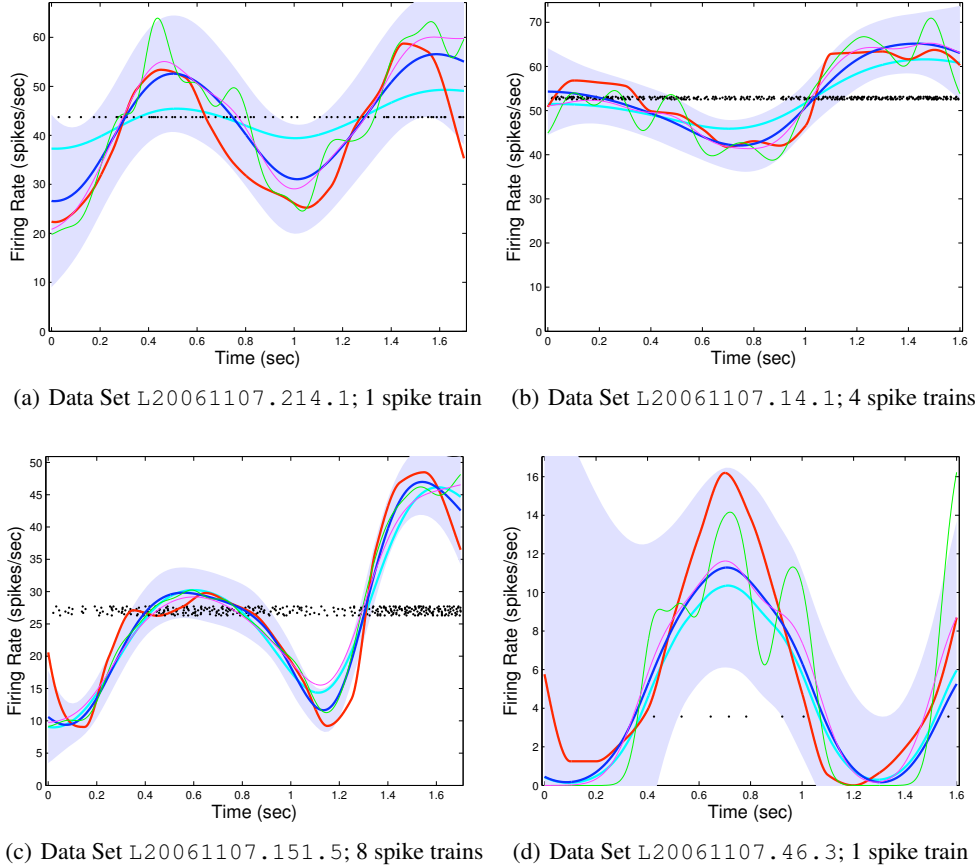 Firing Rate (spikes/sec)
60
50
40
30
20
10
0
0 0.2 0.4 0.6 0.8 1 1.2 1.4 1.6
Time (sec)
(a) Data Set L20061107.214.1; 1 spike train
Firing Rate (spikes/sec)
70
60
50
40
30
20
10
0
0 0.2 0.4 0.6 0.8 1 1.2 1.4 1.6
Time (sec)
(b) Data Set L20061107.14.1; 4 spike trains
Firing Rate (spikes/sec)
50
45
40
35
30
25
20
15
10
5
0
0 0.2 0.4 0.6 0.8 1 1.2 1.4 1.6
Time (sec)
(c) Data Set L20061107.151.5; 8 spike trains
Firing Rate (spikes/sec)
16
14
12
10
8
6
4
2
0
0 0.2 0.4 0.6 0.8 1 1.2 1.4 1.6
Time (sec)
(d) Data Set L20061107.46.3; 1 spike train